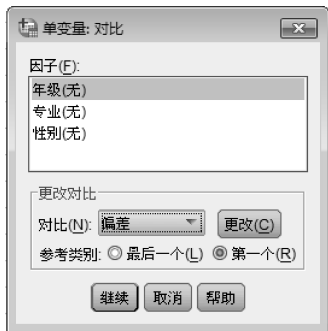 单变量: 对比
因子(F):
年级(无)
专业(无)
性别(无)
更改对比
对比(N): 偏差 更改(C)
参考类别: 最后一个(L) 第一个(R)
继续 取消 帮助